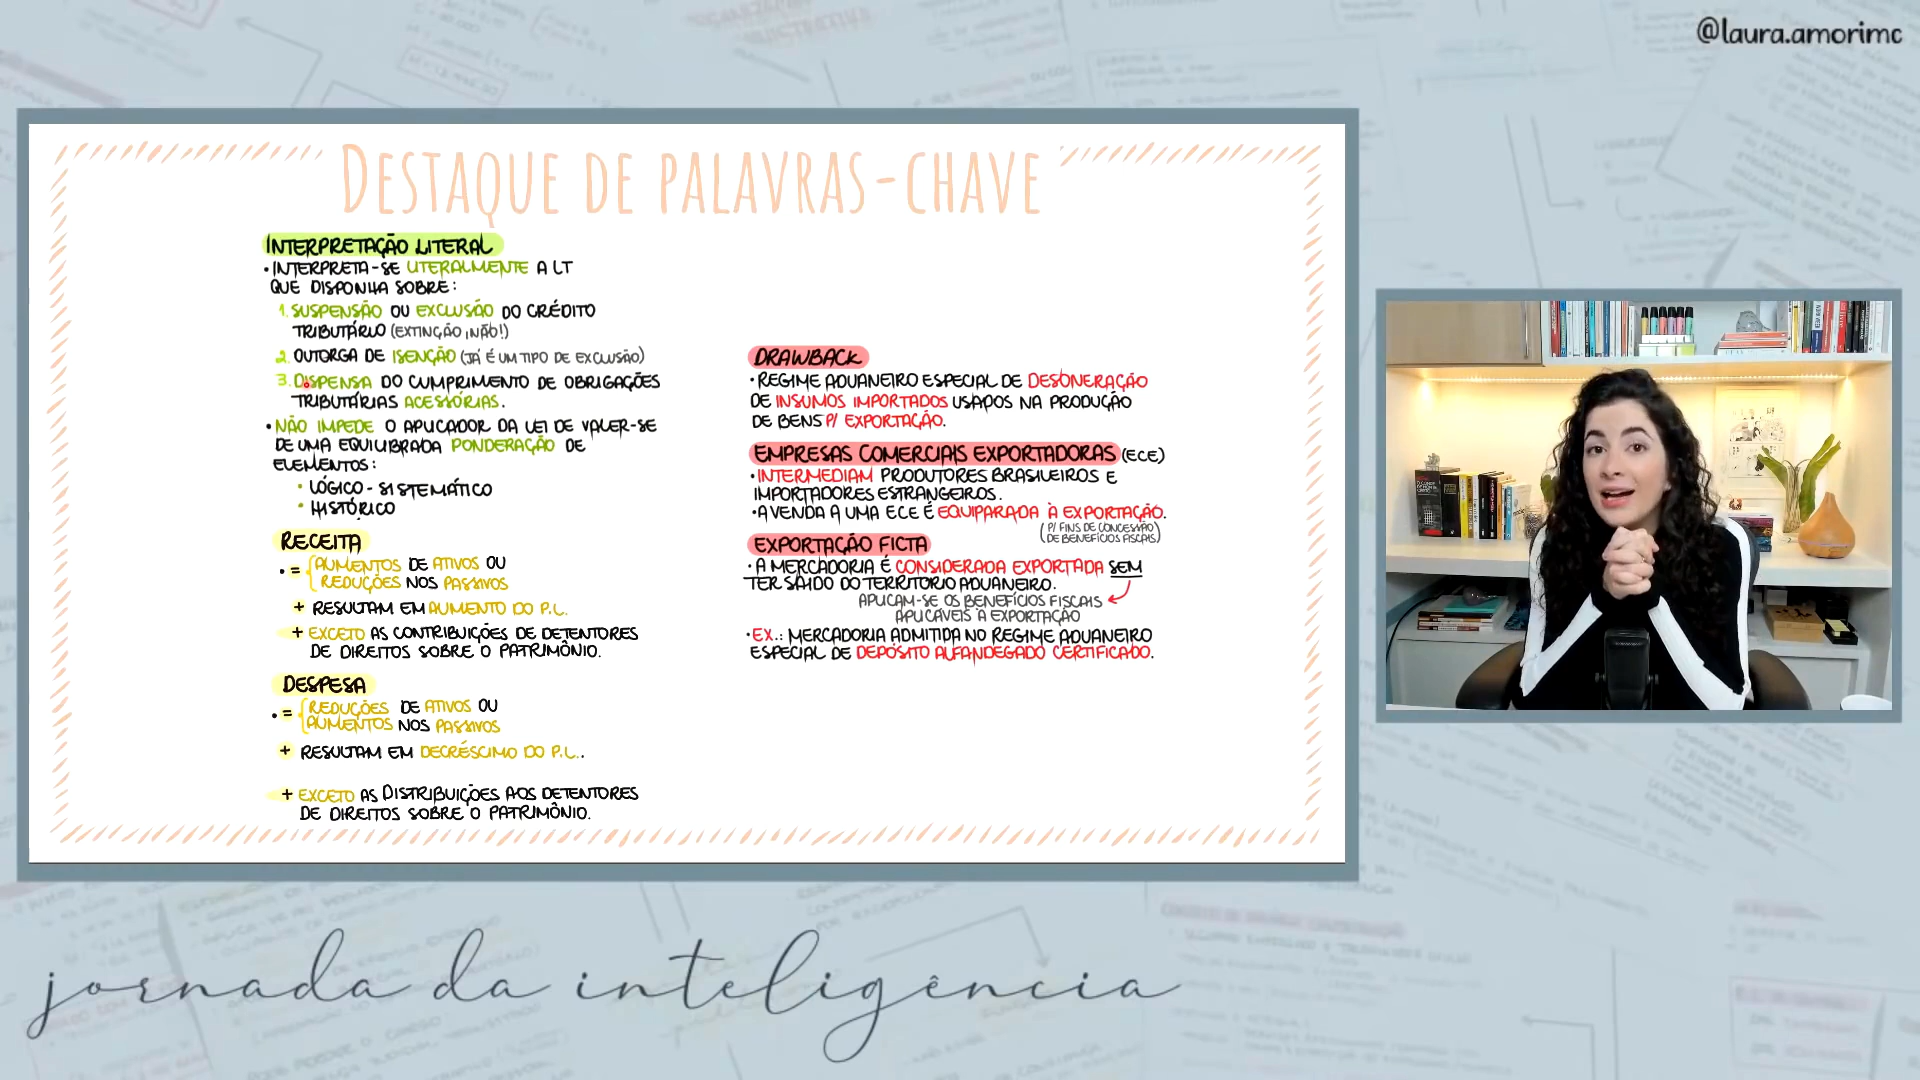 @laura.amorimc
DESTAQUE DE PALAVRAS-CHAVE
INTERPRETAÇÃO LITERAL
• INTERPRETA-SE LITERALMENTE A LT
QUE DISPONHA SOBRE:
1. SUSPENSÃO OU EXCLUSÃO DO CRÉDITO
TRIBUTÁRIO (EXTINÇÃO NÃO!)
2. OUTORGA DE ISENÇÃO (JÁ É UM TIPO DE EXCLUSÃO)
3. DISPENSA DO CUMPRIMENTO DE OBRIGAÇÕES
TRIBUTÁRIAS ACESSÓRIAS.
• NÃO IMPEDE O APLICADOR DA LEI DE VALER-SE
DE UMA EQUILIBRADA PONDERAÇÃO DE
ELEMENTOS:
• LÓGICO-SISTEMÁTICO
• HISTÓRICO
RECEITA
• = { AUMENTOS DE ATIVOS OU
REDUÇÕES NOS PASSIVOS
+ RESULTAM EM AUMENTO DO P.L.
+ EXCETO AS CONTRIBUIÇÕES DE DETENTORES
DE DIREITOS SOBRE O PATRIMÔNIO.
DESPESA
• = { REDUÇÕES DE ATIVOS OU
AUMENTOS NOS PASSIVOS
+ RESULTAM EM DECRÉSCIMO DO P.L..
+ EXCETO AS DISTRIBUIÇÕES AOS DETENTORES
DE DIREITOS SOBRE O PATRIMÔNIO.
DRAWBACK
• REGIME ADUANEIRO ESPECIAL DE DESONERAÇÃO
DE INSUMOS IMPORTADOS USADOS NA PRODUÇÃO
DE BENS P/ EXPORTAÇÃO.
EMPRESAS COMERCIAIS EXPORTADORAS (ECE)
• INTERMEDIAM PRODUTORES BRASILEIROS E
IMPORTADORES ESTRANGEIROS.
• A VENDA A UMA ECE É EQUIPARADA À EXPORTAÇÃO.
(P/ FINS DE CONCESSÃO
DE BENEFÍCIOS FISCAIS)
EXPORTAÇÃO FICTA
• A MERCADORIA É CONSIDERADA EXPORTADA SEM
TER SAÍDO DO TERRITÓRIO ADUANEIRO.
APLICAM-SE OS BENEFÍCIOS FISCAIS
APLICÁVEIS À EXPORTAÇÃO
• EX.: MERCADORIA ADMITIDA NO REGIME ADUANEIRO
ESPECIAL DE DEPÓSITO ALFANDEGADO CERTIFICADO.
jornada da inteligência